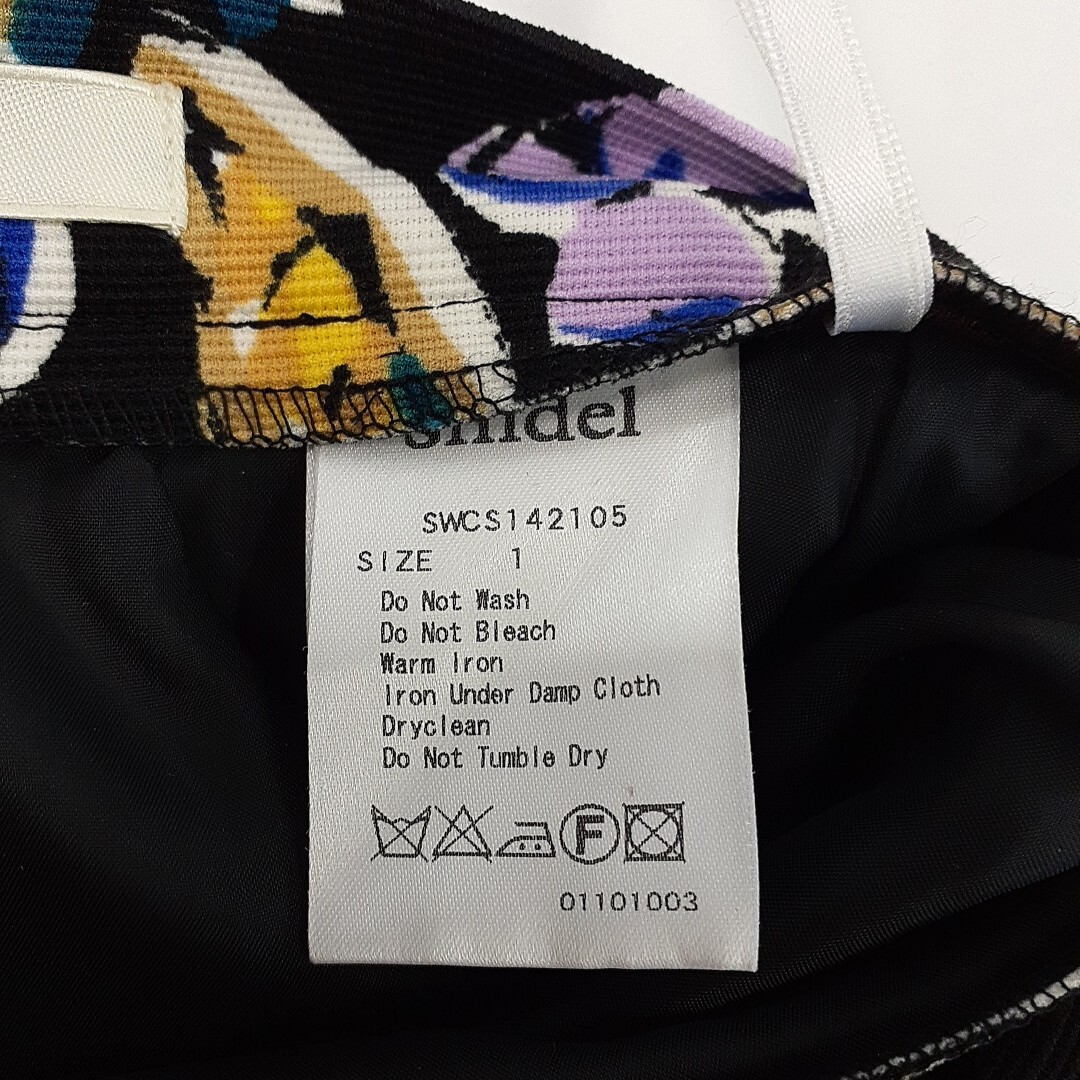 snidel
SWCS142105
SIZE 1
Do Not Wash
Do Not Bleach
Warm Iron
Iron Under Damp Cloth
Dryclean
Do Not Tumble Dry
F
01101003